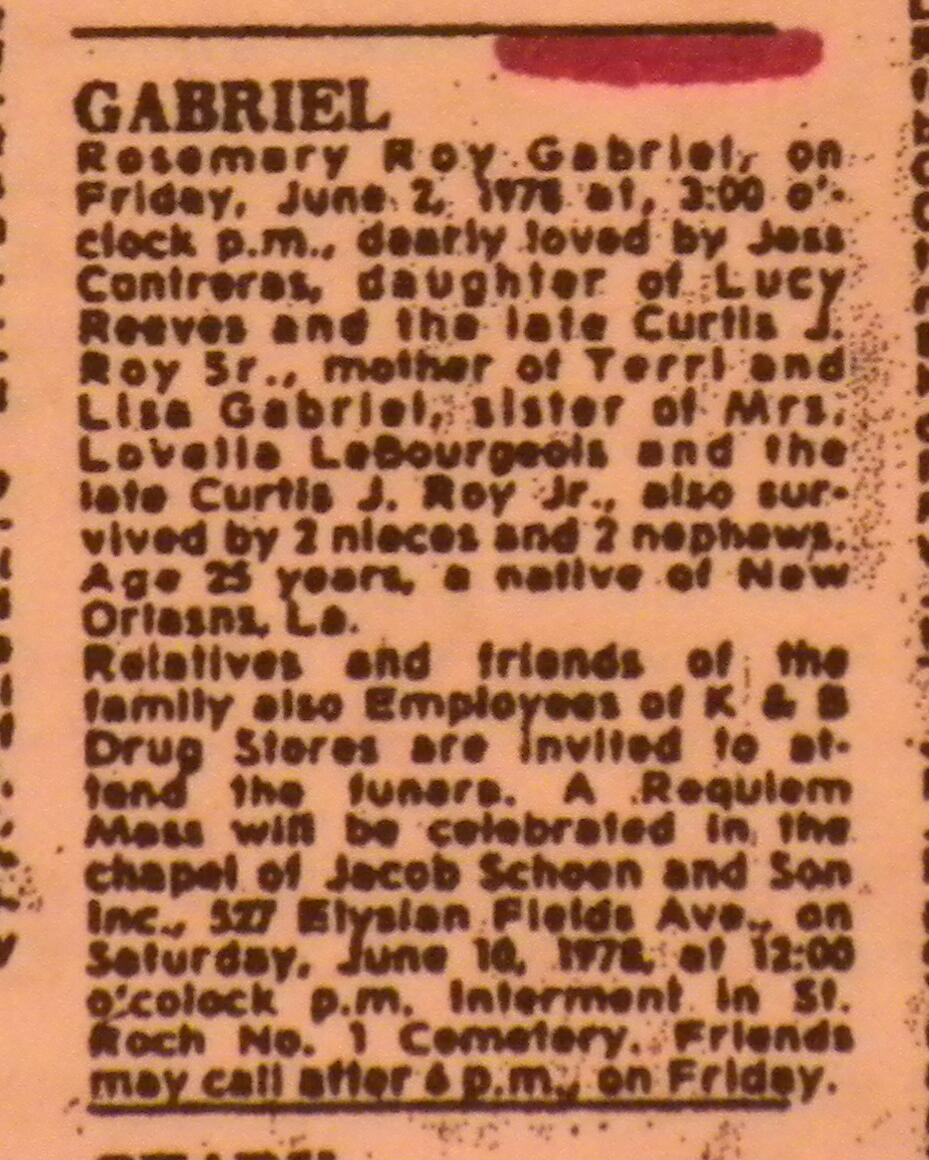 GABRIEL
Rosemary Roy Gabriel, on
Friday, June 2, 1978 at, 3:00 o'-
clock p.m., dearly loved by Jess
Contreras, daughter of Lucy
Reeves and the late Curtis J.
Roy Sr., mother of Terri and
Lisa Gabriel, sister of Mrs.
Lovella LeBourgeois and the
late Curtis J. Roy Jr., also sur-
vived by 2 nieces and 2 nephews.
Age 25 years, a native of New
Orlasns, La.
Relatives and friends of the
family also Employees of K & B
Drug Stores are invited to at-
tend the funera. A Requiem
Mass will be celebrated in the
chapel of Jacob Schoen and Son
Inc., 527 Elysian Fields Ave., on
Saturday, June 10, 1978, at 12:00
o'colock p.m. Interment in St.
Roch No. 1 Cemetery. Friends
may call after 6 p.m., on Friday.